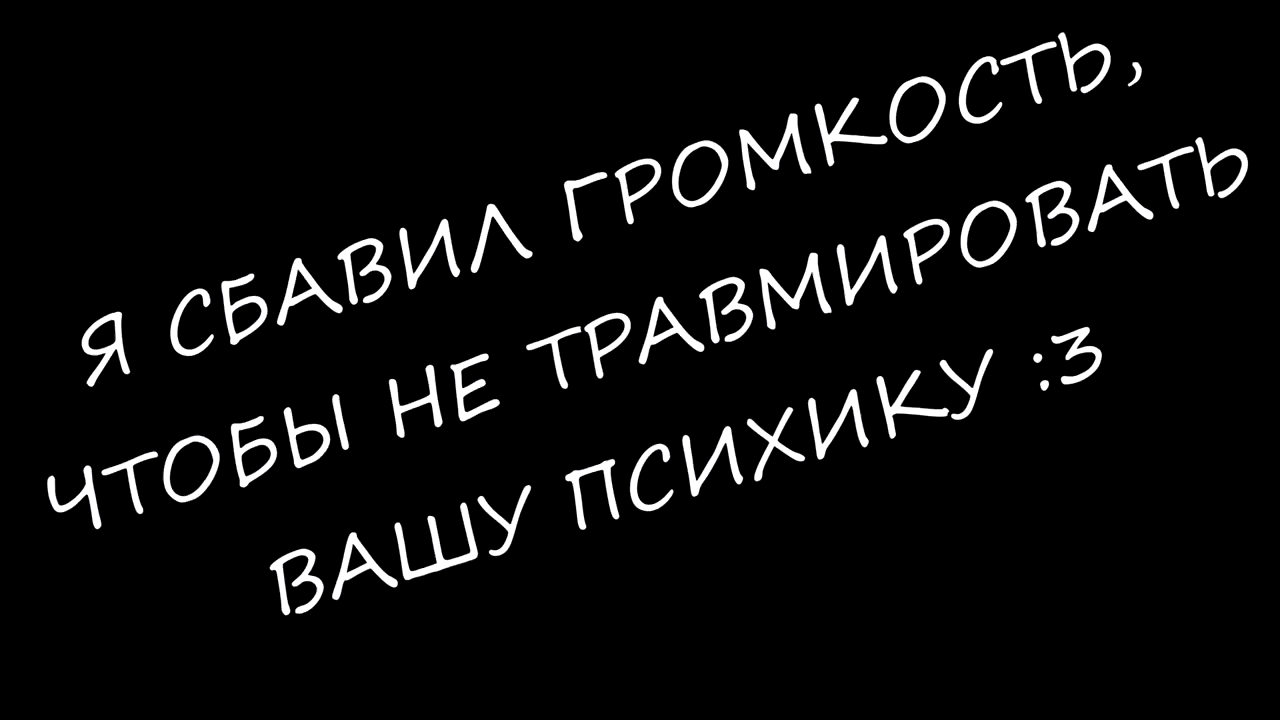 Я СБАВИЛ ГРОМКОСТЬ,
ЧТОБЫ НЕ ТРАВМИРОВАТЬ
ВАШУ ПСИХИКУ :3